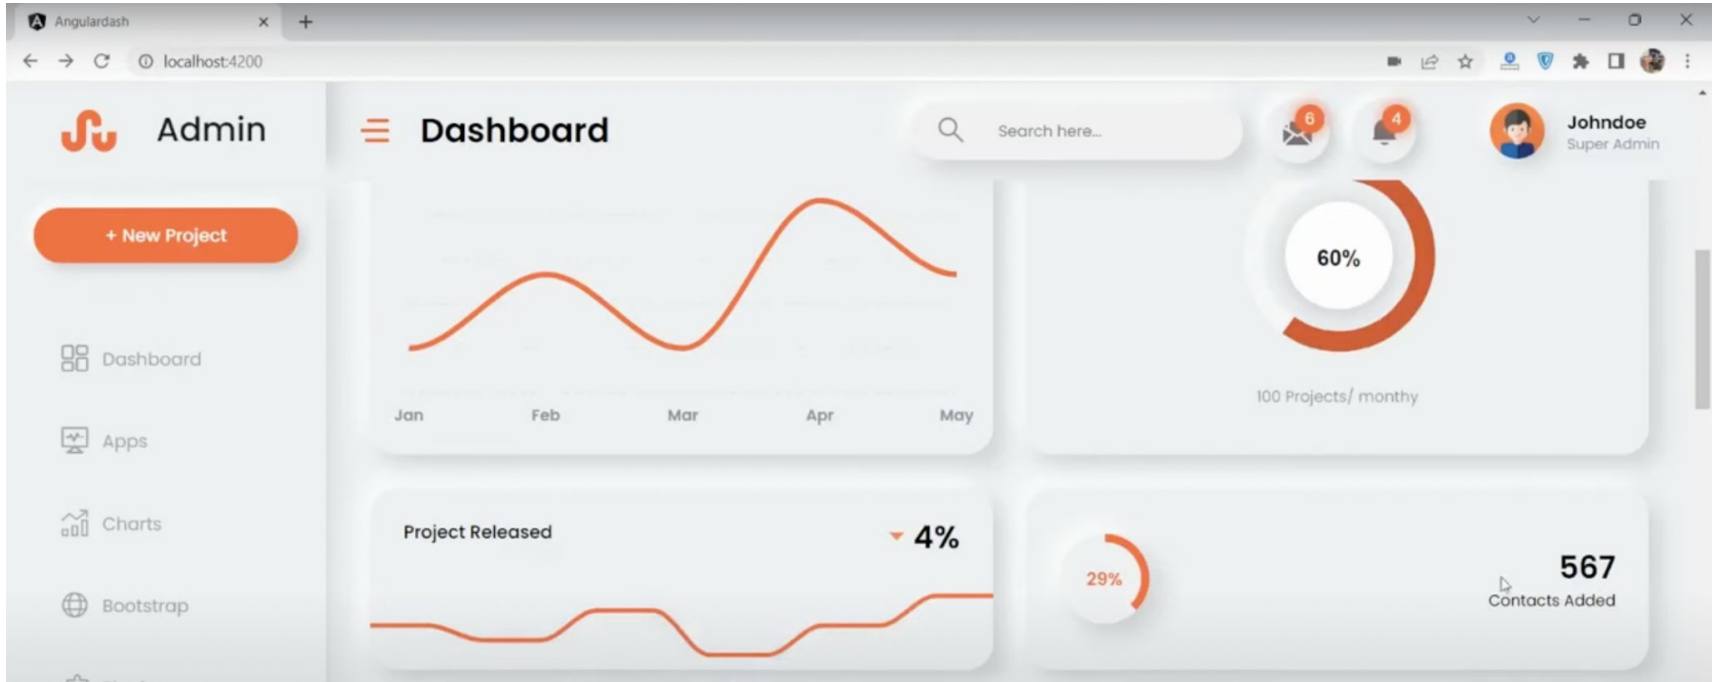 Angulardash
localhost:4200
Admin
Dashboard
Search here...
6
4
Johndoe
Super Admin
+ New Project
60%
100 Projects/ monthy
Jan Feb Mar Apr May
Dashboard
Apps
Charts
Bootstrap
Project Released
4%
29%
567
Contacts Added